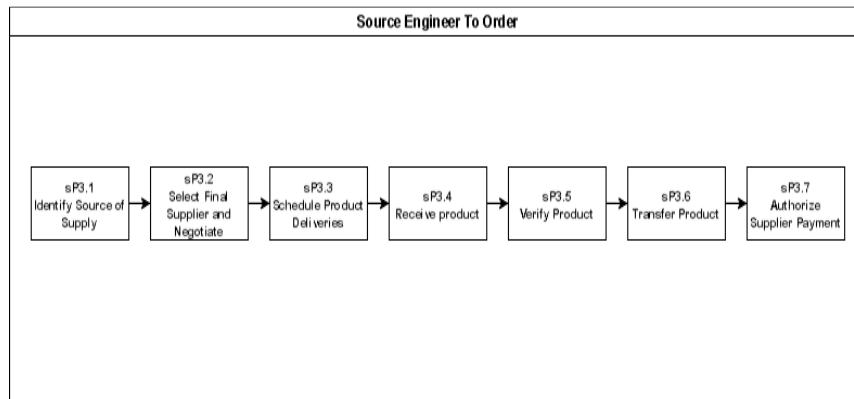 Source Engineer To Order
sP3.1
Identify Source of
Supply
sP3.2
Select Final
Supplier and
Negotiate
sP3.3
Schedule Product
Deliveries
sP3.4
Receive product
sP3.5
Verify Product
sP3.6
Transfer Product
sP3.7
Authorize
Supplier Payment